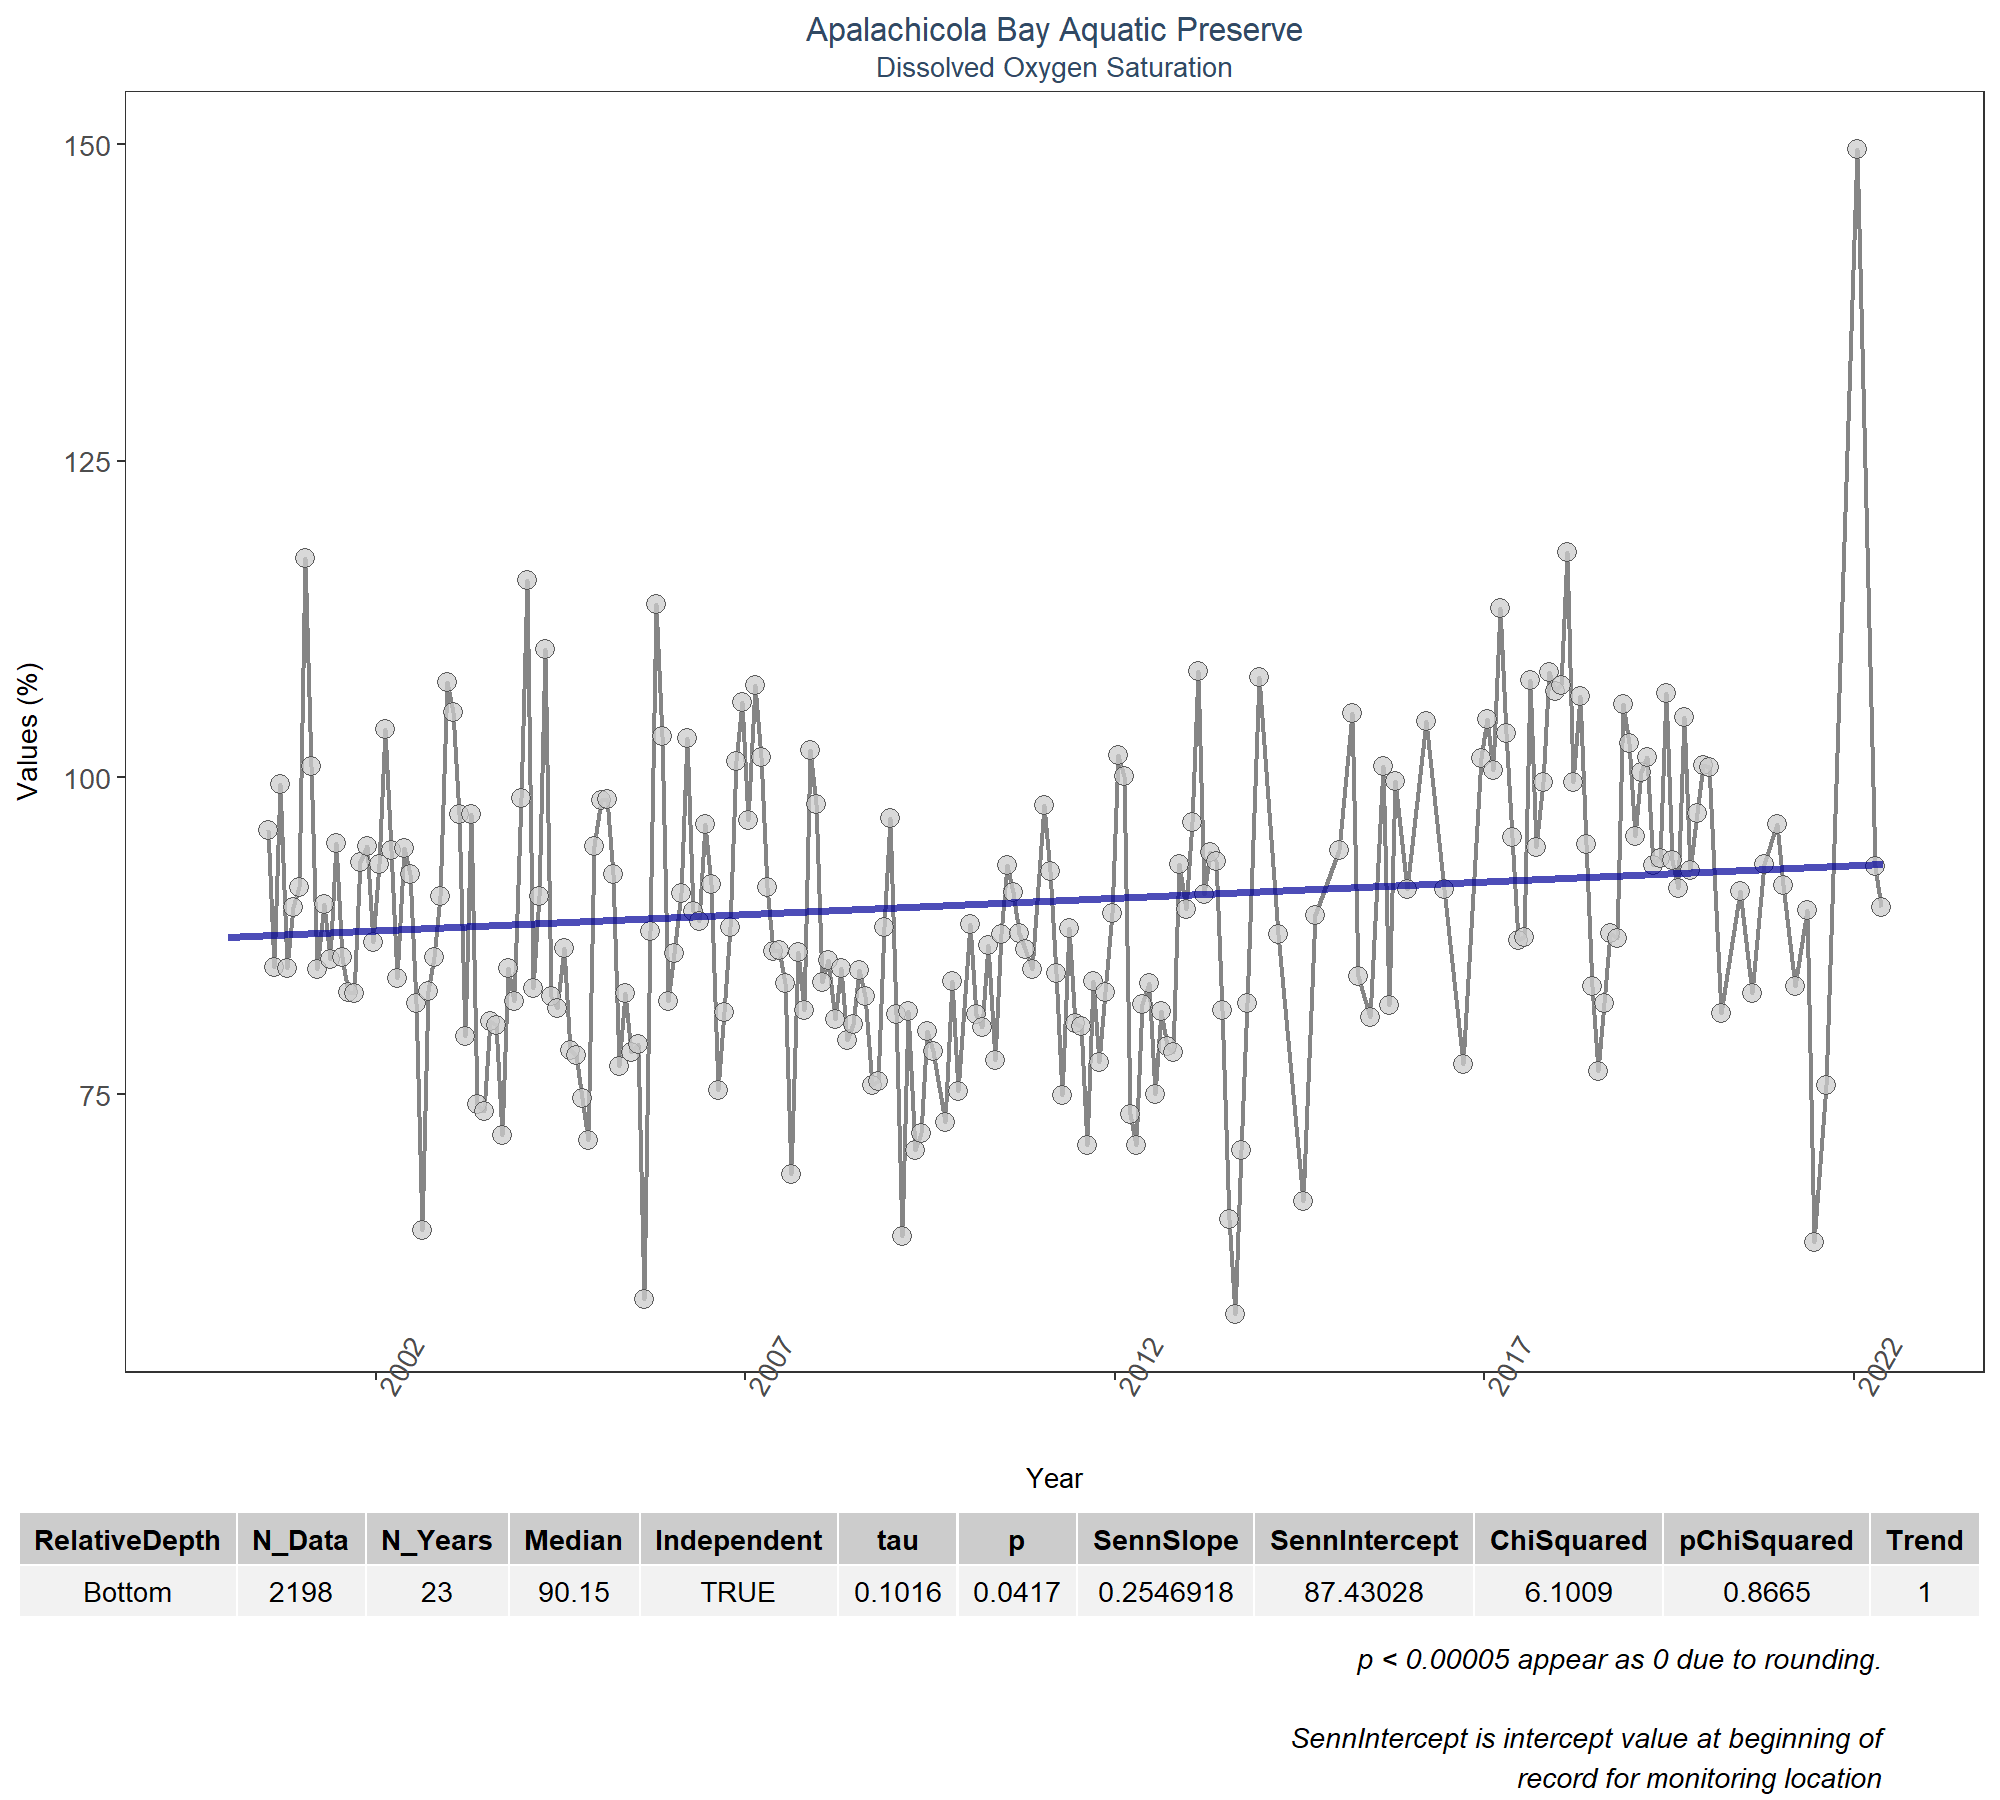 Apalachicola Bay Aquatic Preserve
Dissolved Oxygen Saturation
150
125
100
75
Values (%)
2002
2007
2012
2017
2022
Year
RelativeDepth N_Data N_Years Median Independent tau p SennSlope SennIntercept ChiSquared pChiSquared Trend
Bottom 2198 23 90.15 TRUE 0.1016 0.0417 0.2546918 87.43028 6.1009 0.8665 1
p < 0.00005 appear as 0 due to rounding.
SennIntercept is intercept value at beginning of
record for monitoring location